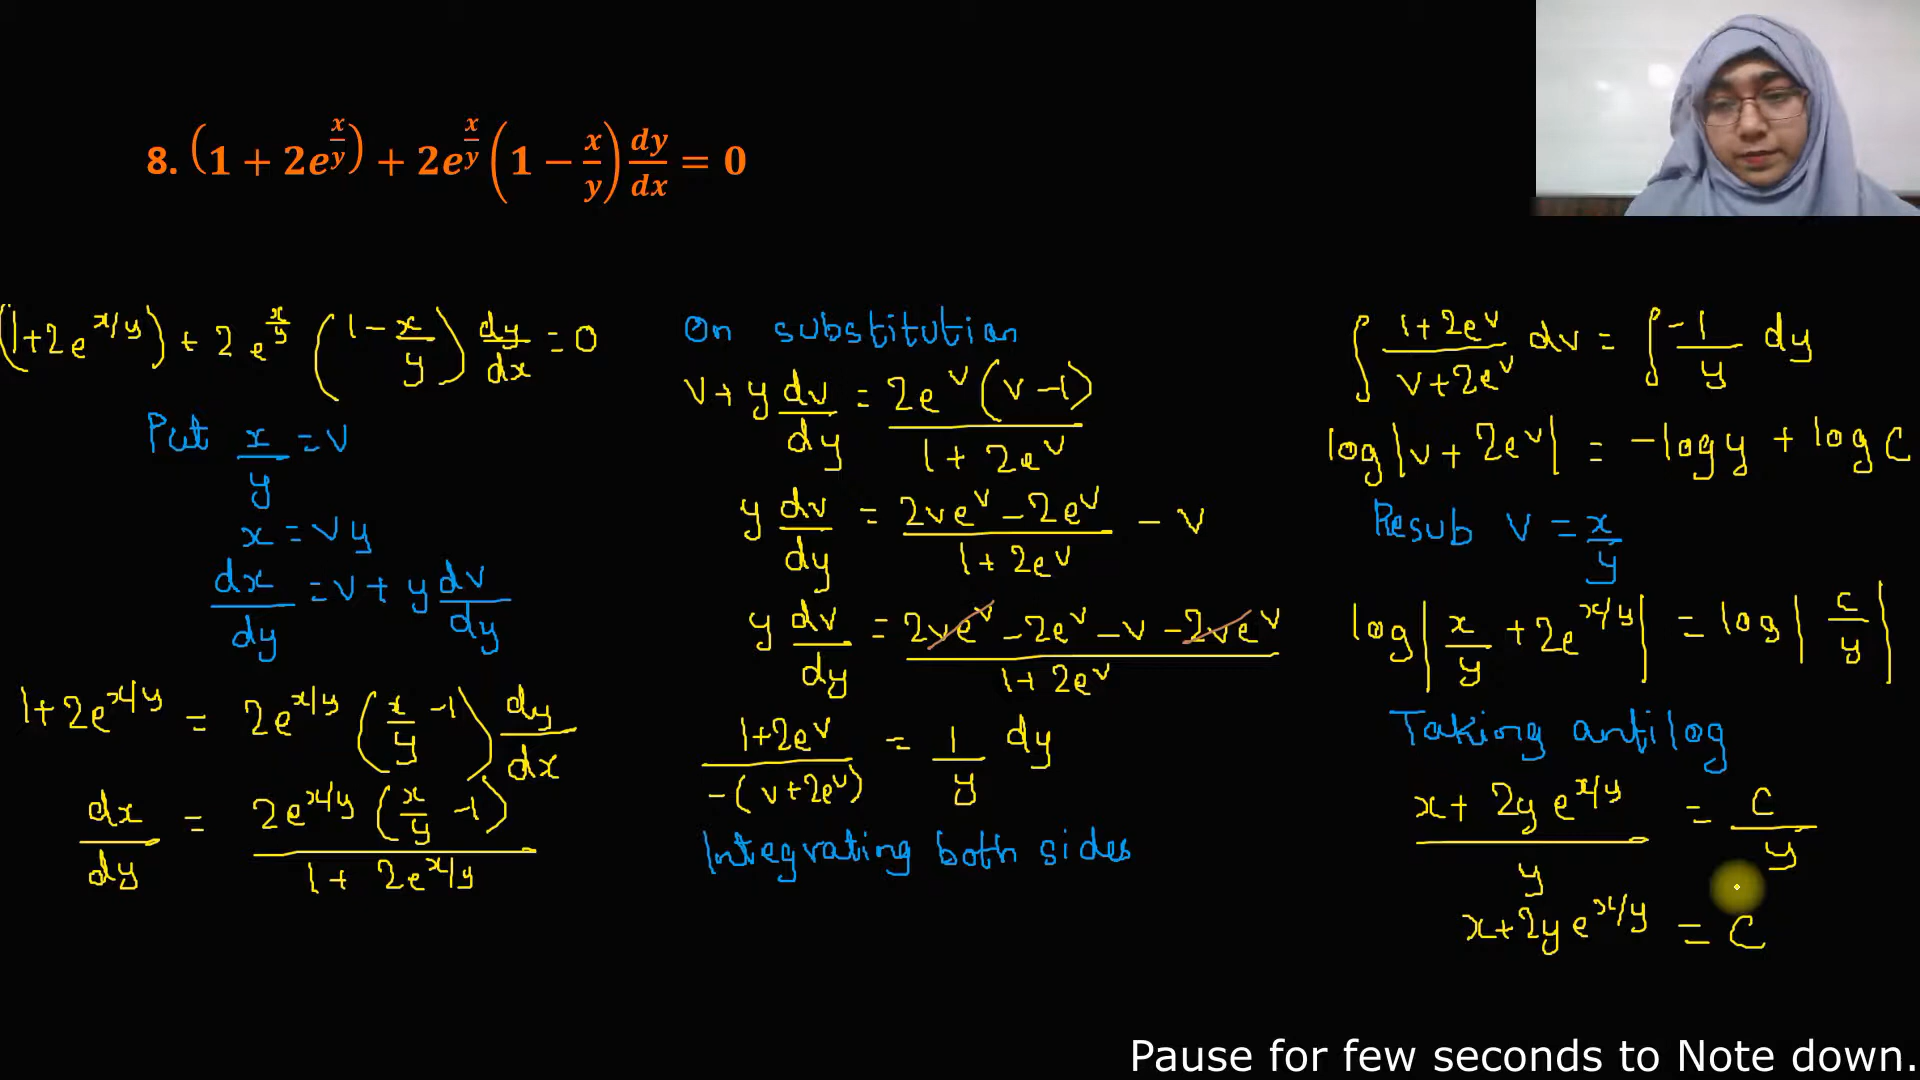 8. (1 + 2e^{x/y}) + 2e^{x/y} (1 − x/y) dy/dx = 0
(1+2e^{x/y}) + 2e^{x/y} (1 − x/y) dy/dx = 0
Put x/y = v
x = vy
dx/dy = v + y dv/dy
1+2e^{x/y} = 2e^{x/y} (x/y − 1) dy/dx
dx/dy = 2e^{x/y} (x/y − 1) / 1 + 2e^{x/y}
On substitution
v + y dv/dy = 2e^v (v − 1) / 1 + 2e^v
y dv/dy = 2ve^v − 2e^v / 1 + 2e^v − v
y dv/dy = 2ve^v − 2e^v − v − 2ve^v / 1 + 2e^v
1+2e^v / −(v+2e^v) = 1/y dy
Integrating both sides
∫ 1+2e^v / v+2e^v dv = ∫ −1/y dy
log|v + 2e^v| = −log y + log C
Resub v = x/y
log|x/y + 2e^{x/y}| = log|c/y|
Taking antilog
x + 2y e^{x/y} / y = C/y
x + 2y e^{x/y} = C
Pause for few seconds to Note down.